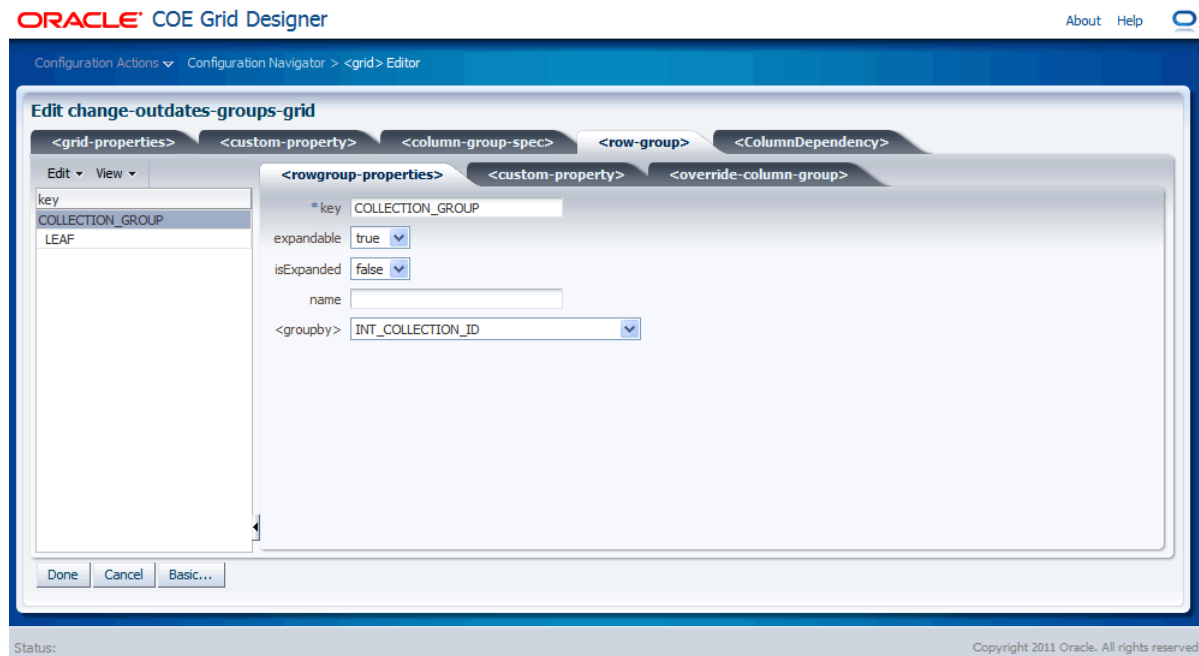 ORACLE® COE Grid Designer
About Help
Configuration Actions Configuration Navigator > <grid> Editor
Edit change-outdates-groups-grid
<grid-properties> <custom-property> <column-group-spec> <row-group> <ColumnDependency>
Edit View
<rowgroup-properties> <custom-property> <override-column-group>
key
COLLECTION_GROUP
LEAF
* key COLLECTION_GROUP
expandable true
isExpanded false
name
<groupby> INT_COLLECTION_ID
Done Cancel Basic...
Status:
Copyright 2011 Oracle. All rights reserved